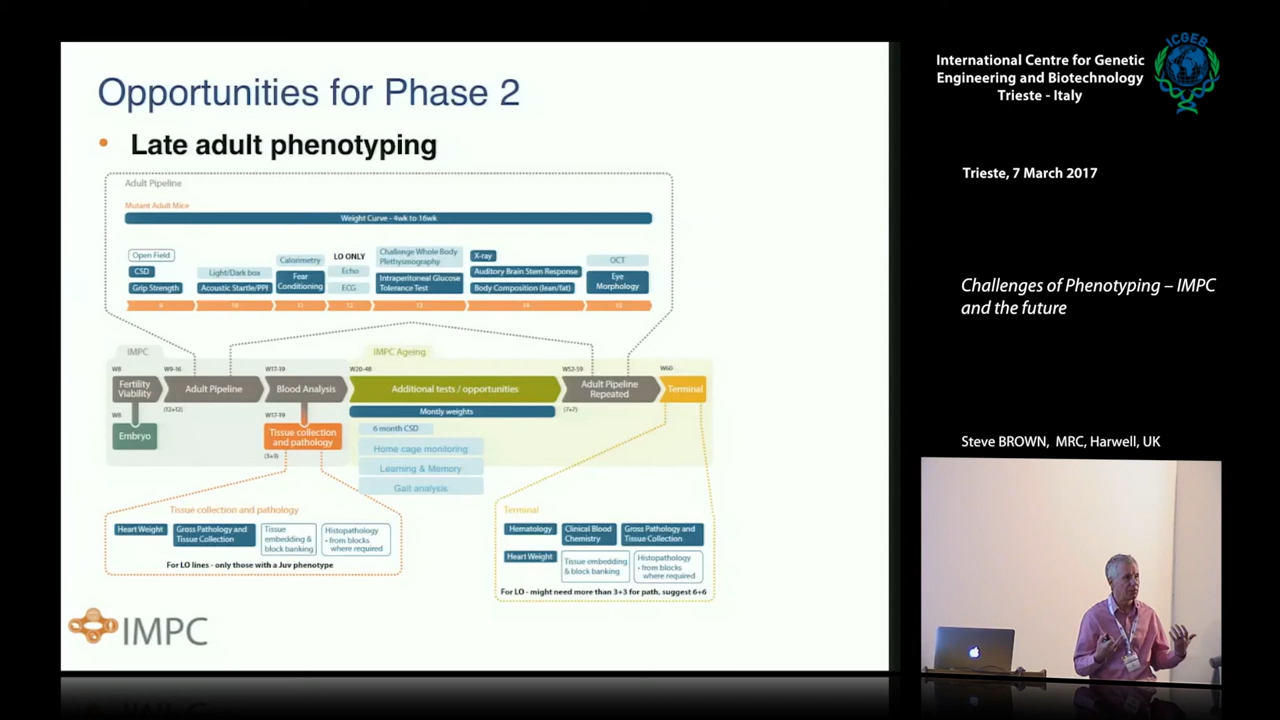 Opportunities for Phase 2
• Late adult phenotyping
Adult Pipeline
Mutant Adult Mice
Weight Curve - 4wk to 16wk
Open Field
CSD
Grip Strength
Light/Dark box
Acoustic Startle/PPI
Calorimetry
Fear
Conditioning
LO ONLY
Echo
ECG
Challenge Whole Body
Plethysmography
Intraperitoneal Glucose
Tolerance Test
X-ray
Auditory Brain Stem Response
Body Composition (lean/fat)
OCT
Eye
Morphology
9
10
11
12
13
14
15
IMPC
IMPC Ageing
W8
W9-16
W17-19
W20-48
W52-59
W60
Fertility
Viability
Adult Pipeline
Blood Analysis
Additional tests / opportunities
Adult Pipeline
Repeated
Terminal
(12+12)
(7+7)
W8
W17-19
Montly weights
Embryo
Tissue collection
and pathology
(3+3)
6 month CSD
Home cage monitoring
Learning & Memory
Gait analysis
Tissue collection and pathology
Heart Weight
Gross Pathology and
Tissue Collection
Tissue
embedding &
block banking
Histopathology
• from blocks
where required
For LO lines - only those with a Juv phenotype
Terminal
Hematology
Clinical Blood
Chemistry
Gross Pathology and
Tissue Collection
Heart Weight
Tissue embedding
& block banking
Histopathology
• from blocks
where required
For LO - might need more than 3+3 for path, suggest 6+6
IMPC
International Centre for Genetic
Engineering and Biotechnology
Trieste - Italy
ICGEB
Trieste, 7 March 2017
Challenges of Phenotyping – IMPC
and the future
Steve BROWN, MRC, Harwell, UK